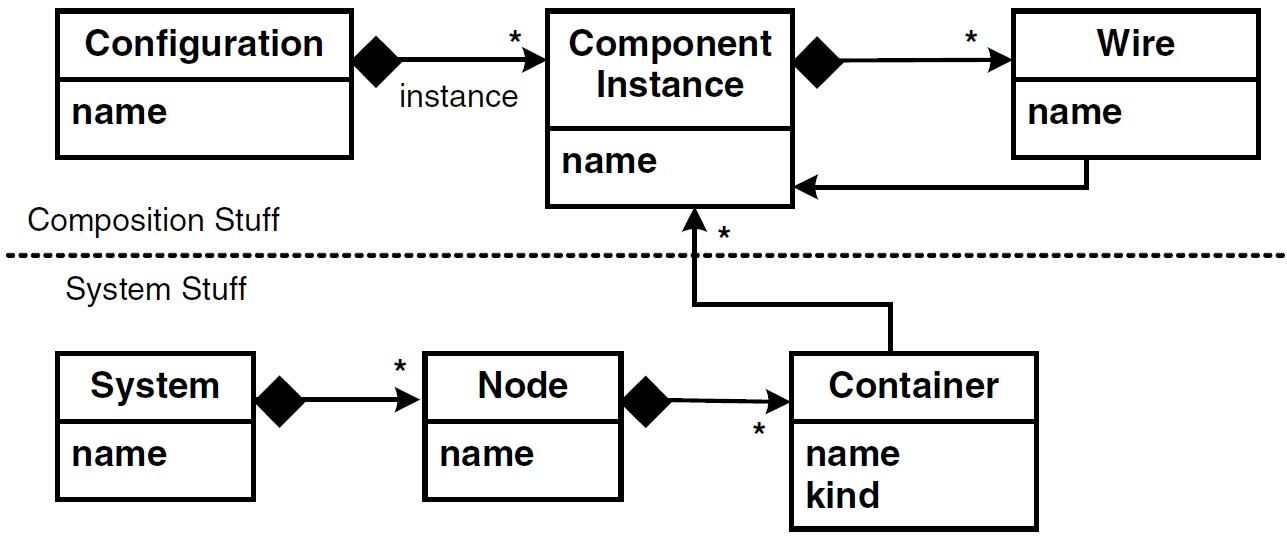 Configuration
name
*
instance
Component
Instance
name
*
Wire
name
Composition Stuff
*
System Stuff
System
name
*
Node
name
*
Container
name
kind